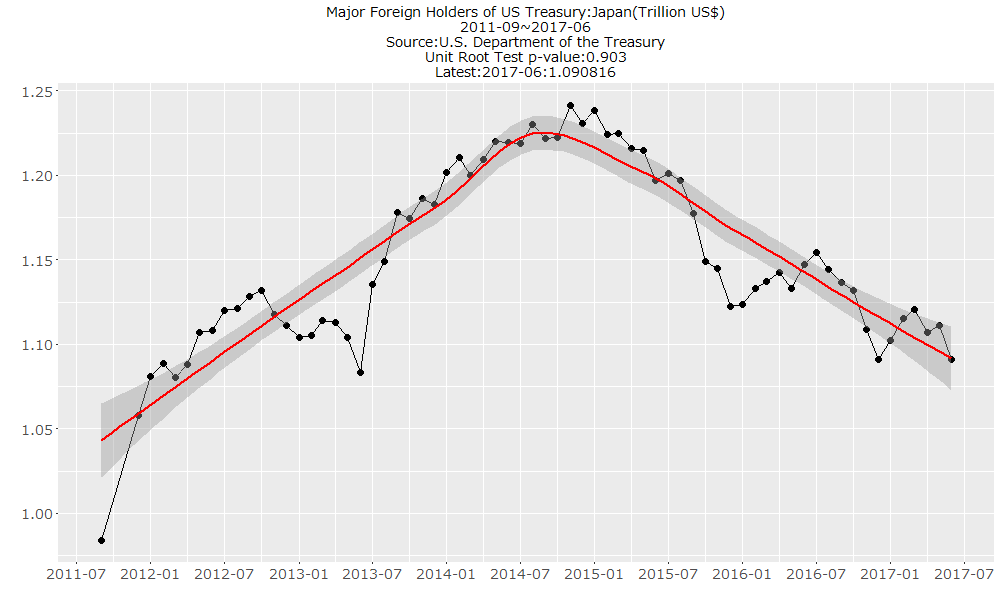 Major Foreign Holders of US Treasury:Japan(Trillion US$)
2011-09~2017-06
Source:U.S. Department of the Treasury
Unit Root Test p-value:0.903
Latest:2017-06:1.090816
1.25
1.20
1.15
1.10
1.05
1.00
2011-07 2012-01 2012-07 2013-01 2013-07 2014-01 2014-07 2015-01 2015-07 2016-01 2016-07 2017-01 2017-07